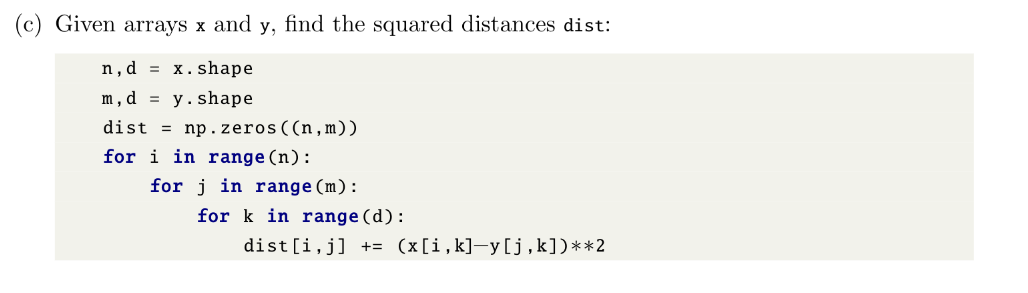 (c) Given arrays x and y, find the squared distances dist:
n,d = x.shape
m,d = y.shape
dist = np.zeros((n,m))
for i in range(n):
for j in range(m):
for k in range(d):
dist[i,j] += (x[i,k]-y[j,k])**2